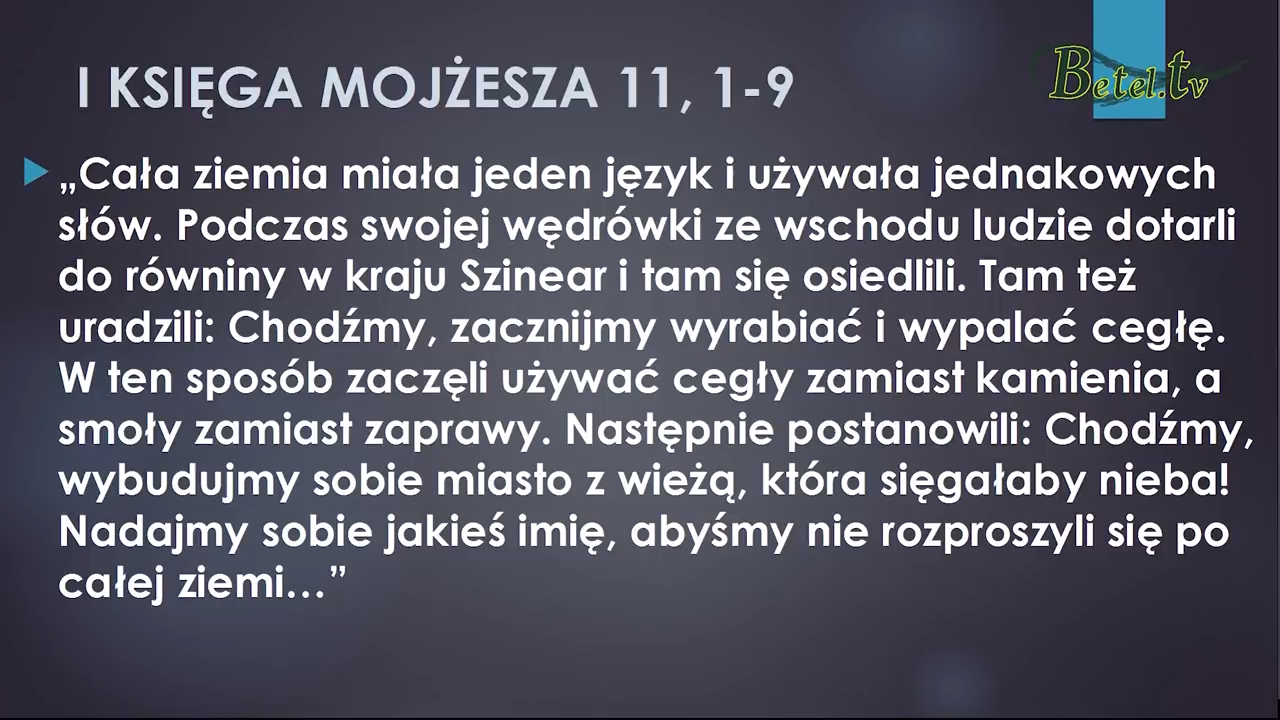 I KSIĘGA MOJŻESZA 11, 1-9
Betel.tv
„Cała ziemia miała jeden język i używała jednakowych
słów. Podczas swojej wędrówki ze wschodu ludzie dotarli
do równiny w kraju Szinear i tam się osiedlili. Tam też
uradzili: Chodźmy, zacznijmy wyrabiać i wypalać cegłę.
W ten sposób zaczęli używać cegły zamiast kamienia, a
smoły zamiast zaprawy. Następnie postanowili: Chodźmy,
wybudujmy sobie miasto z wieżą, która sięgałaby nieba!
Nadajmy sobie jakieś imię, abyśmy nie rozproszyli się po
całej ziemi…”